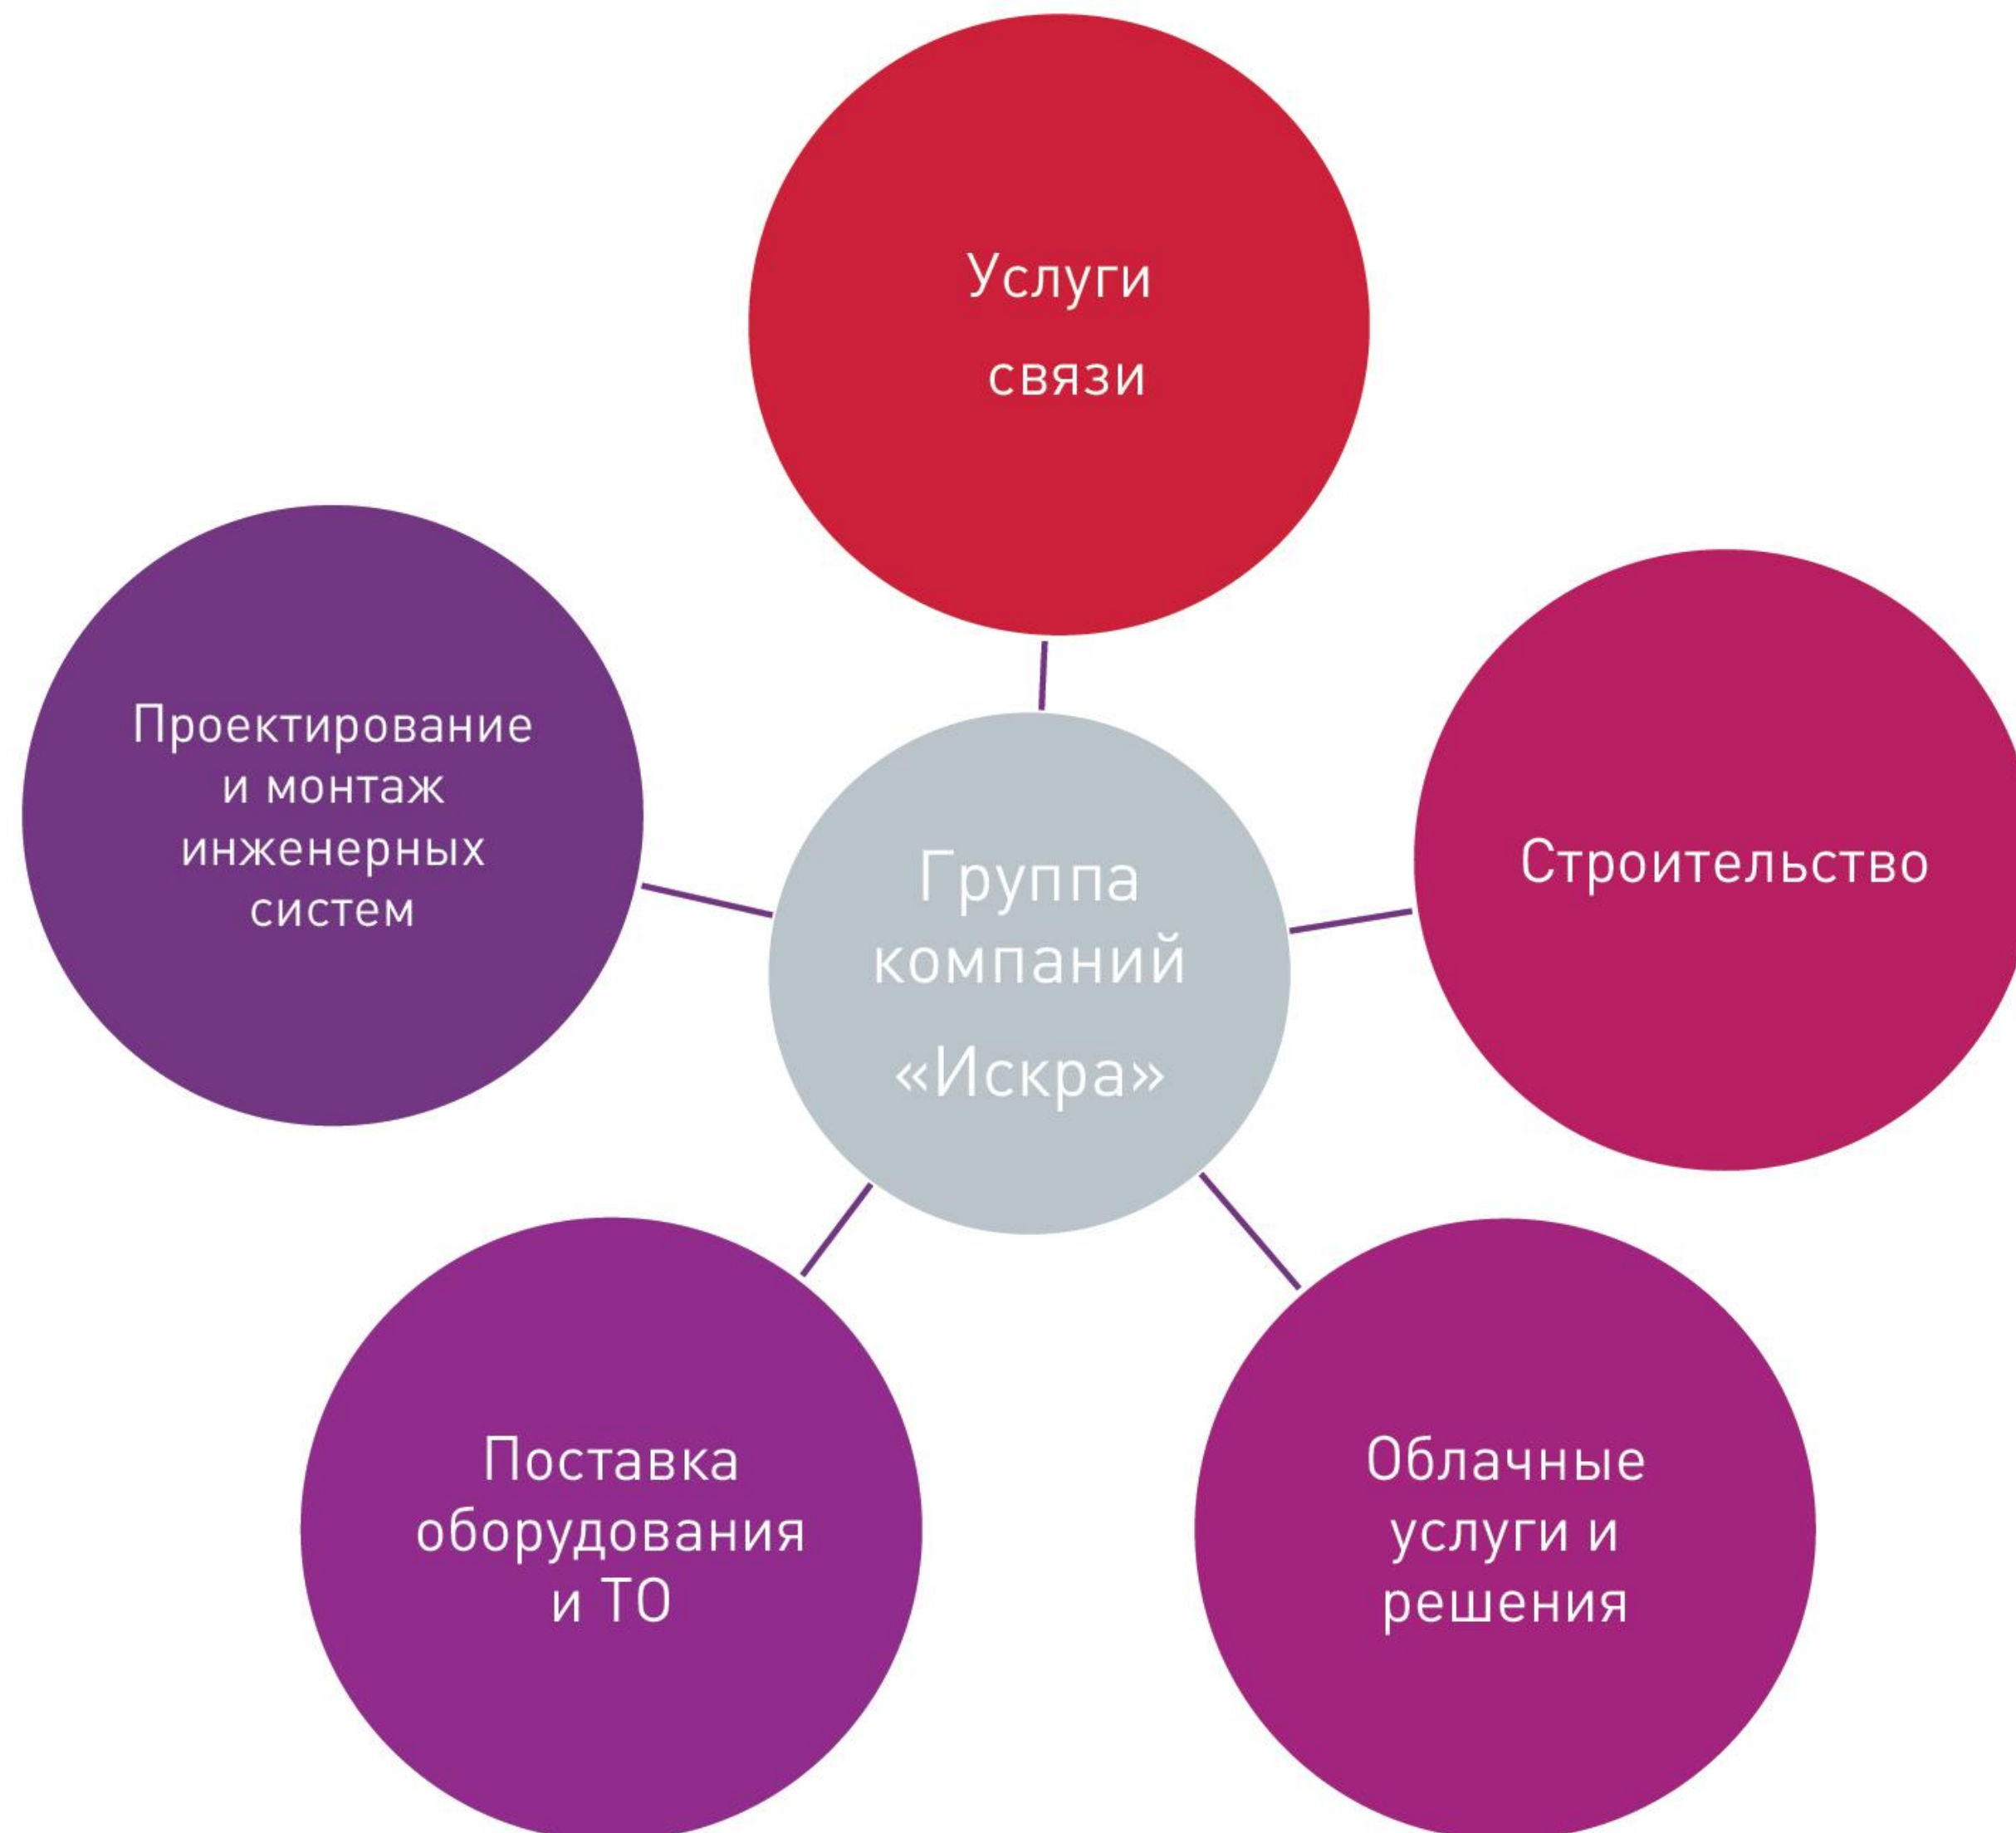 Услуги
связи
Проектирование
и монтаж
инженерных
систем
Группа
компаний
«Искра»
Строительство
Поставка
оборудования
и ТО
Облачные
услуги и
решения